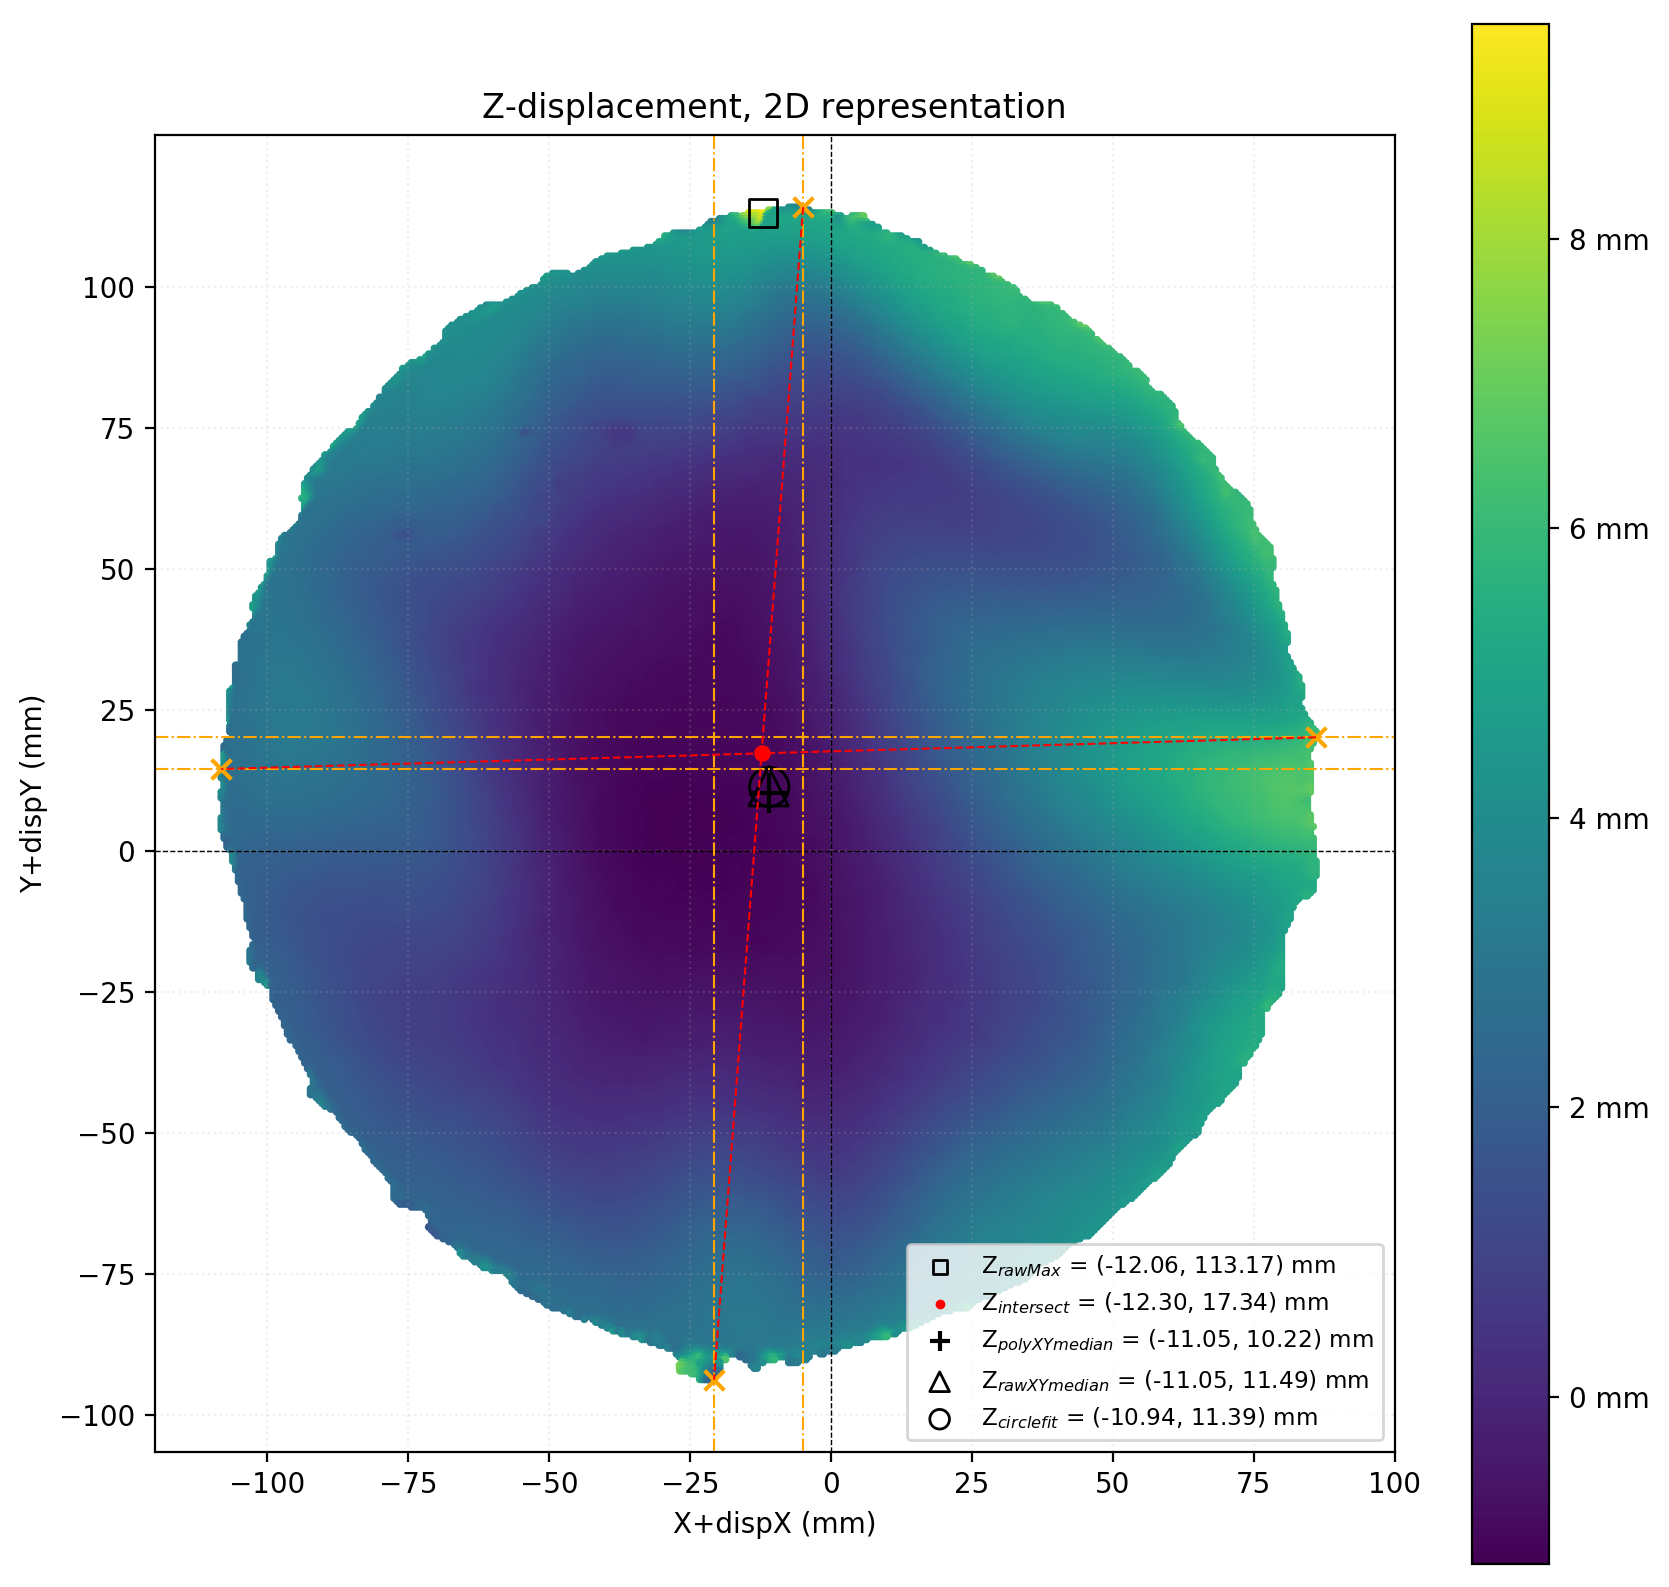 Z-displacement, 2D representation
8 mm
6 mm
4 mm
2 mm
0 mm
Y+dispY (mm)
100
75
50
25
0
−25
−50
−75
−100
−100 −75 −50 −25 0 25 50 75 100
X+dispX (mm)
Z_rawMax = (-12.06, 113.17) mm
Z_intersect = (-12.30, 17.34) mm
Z_polyXYmedian = (-11.05, 10.22) mm
Z_rawXYmedian = (-11.05, 11.49) mm
Z_circlefit = (-10.94, 11.39) mm